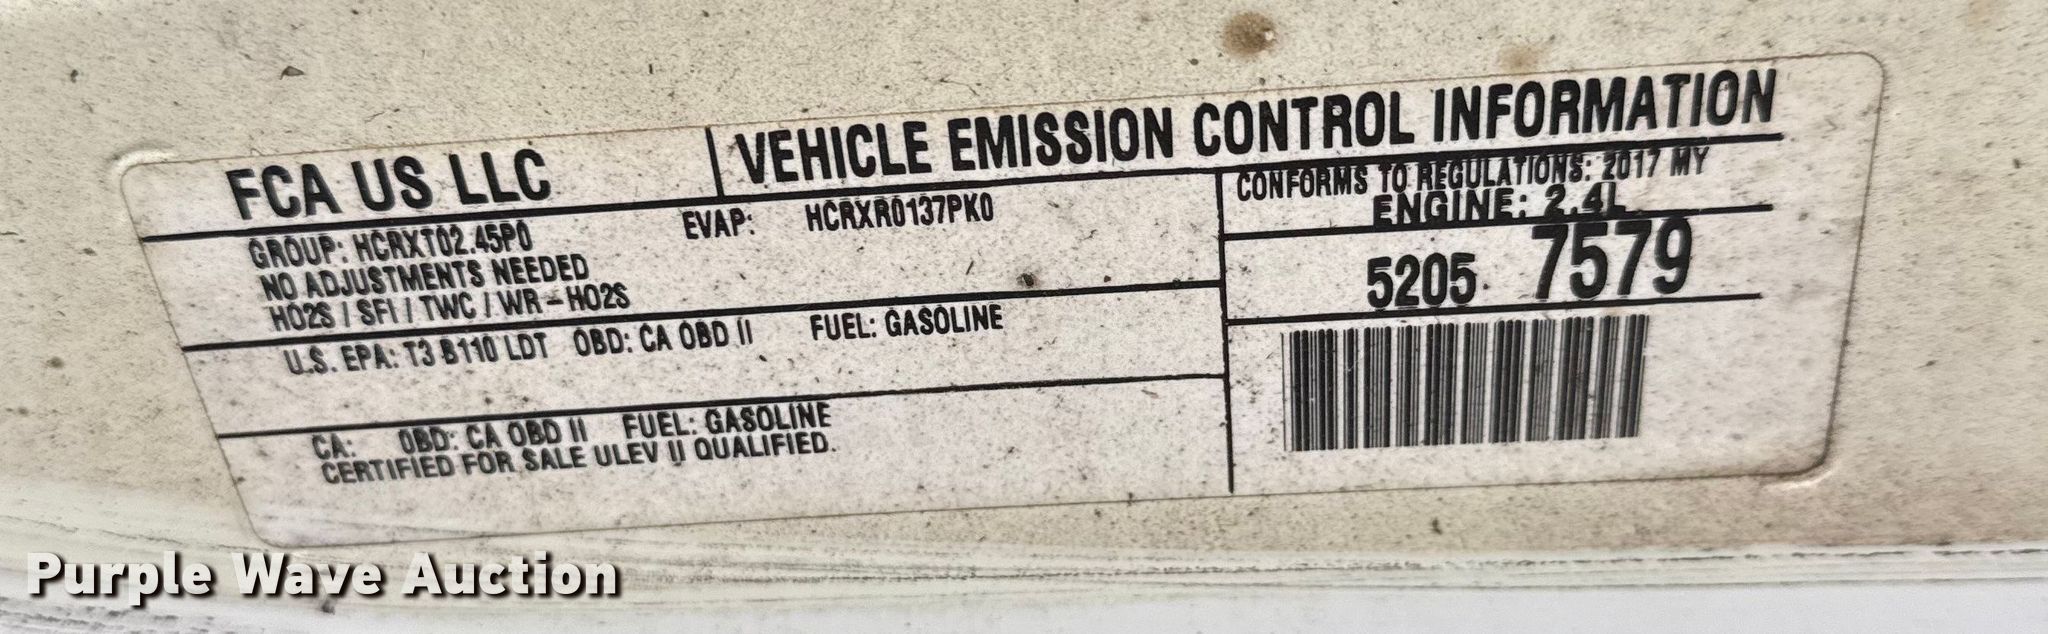 FCA US LLC
VEHICLE EMISSION CONTROL INFORMATION
GROUP: HCRXT02.45P0
EVAP: HCRXR0137PK0
NO ADJUSTMENTS NEEDED
HO2S / SFI / TWC / WR-HO2S
U.S. EPA: T3 B110 LDT OBD: CA OBD II FUEL: GASOLINE
CA: OBD: CA OBD II FUEL: GASOLINE
CERTIFIED FOR SALE ULEV II QUALIFIED.
CONFORMS TO REGULATIONS: 2017 MY
ENGINE: 2.4L
5205 7579
Purple Wave Auction